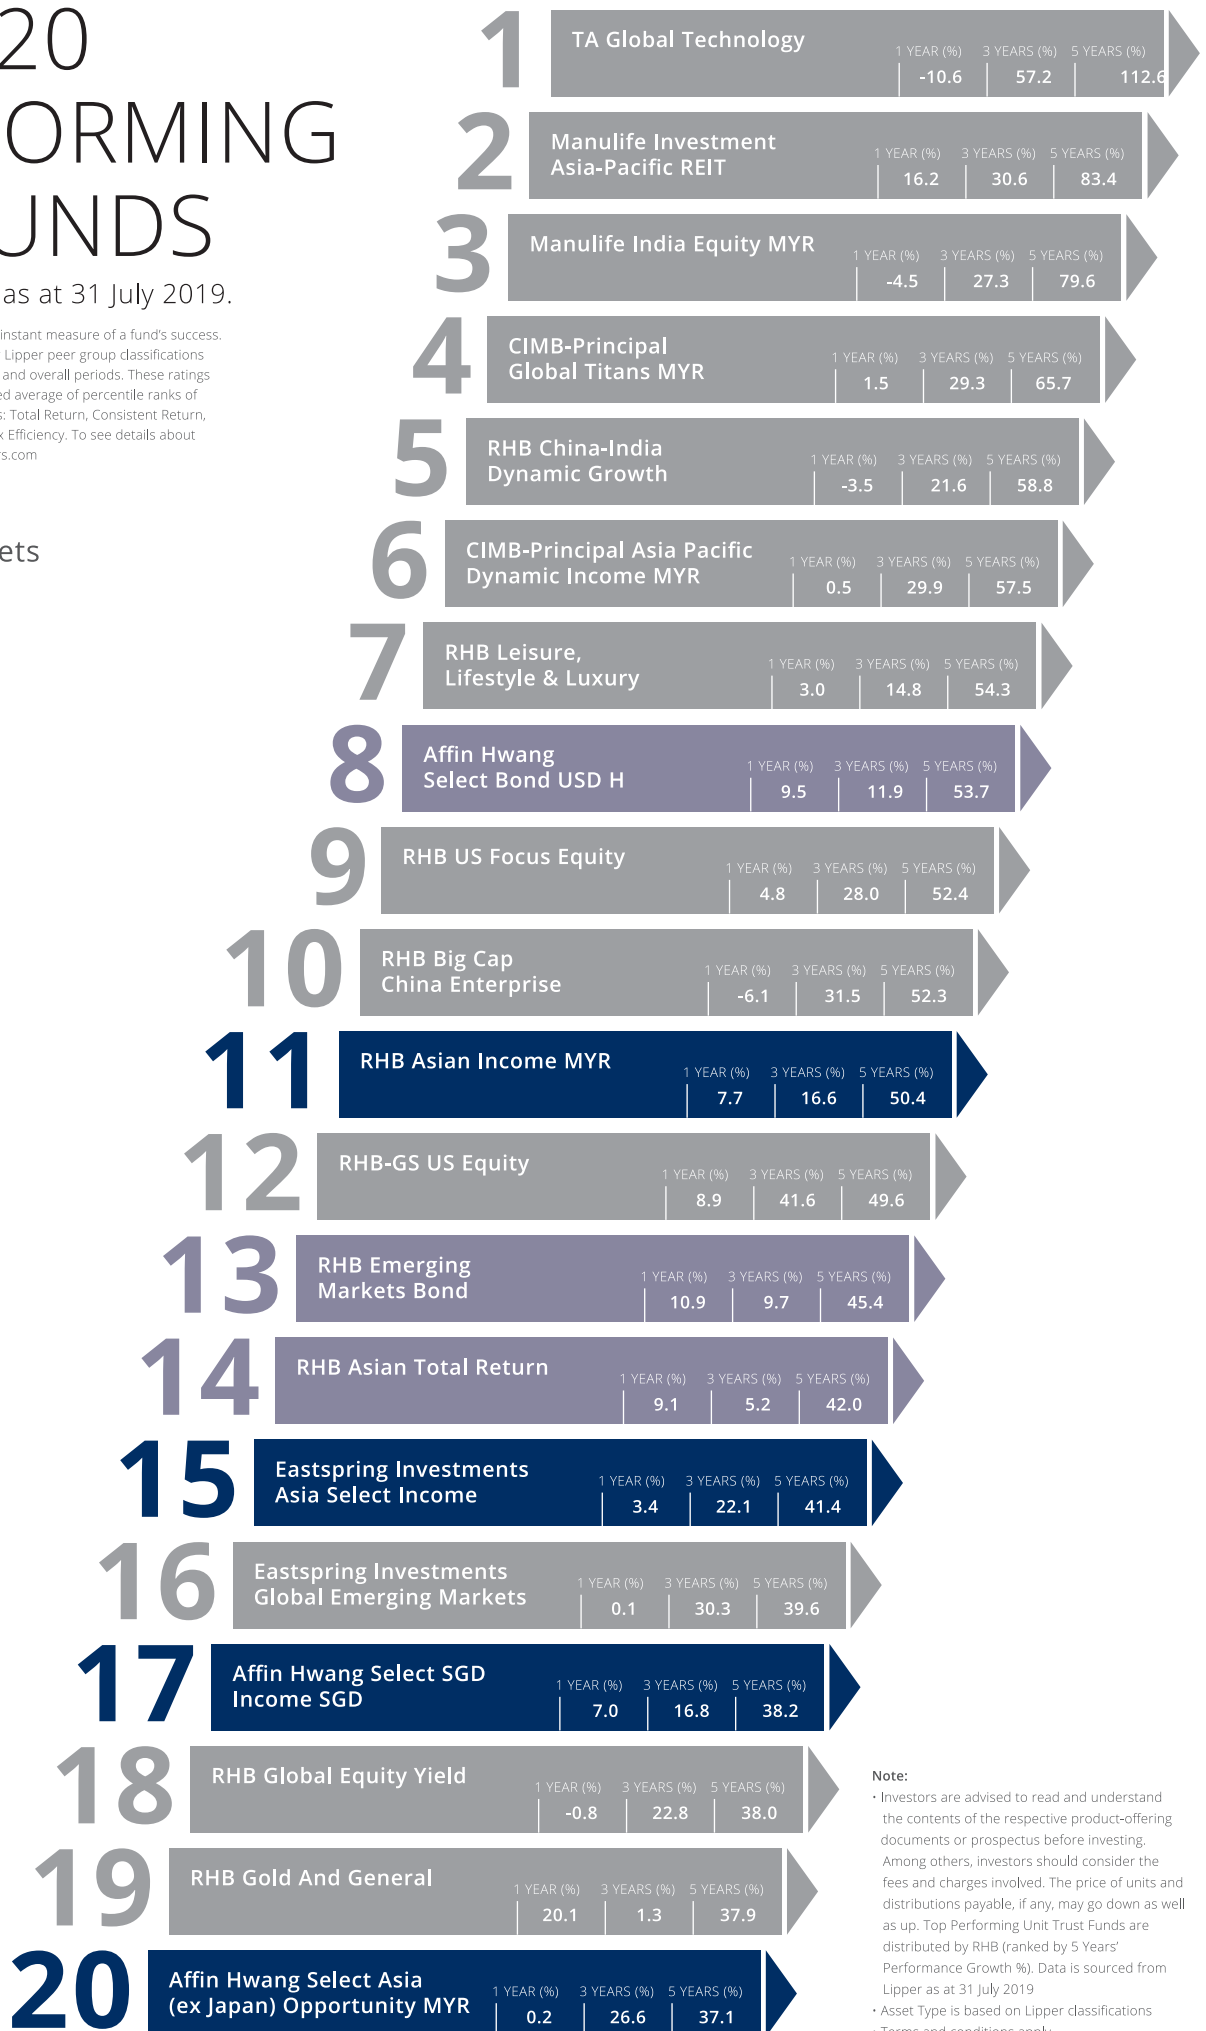 20
ORMING
UNDS
as at 31 July 2019.
instant measure of a fund's success.
Lipper peer group classifications
and overall periods. These ratings
ed average of percentile ranks of
s: Total Return, Consistent Return,
x Efficiency. To see details about
rs.com
ets
1
TA Global Technology
1 YEAR (%) 3 YEARS (%) 5 YEARS (%)
-10.6 57.2 112.6
2
Manulife Investment
Asia-Pacific REIT
1 YEAR (%) 3 YEARS (%) 5 YEARS (%)
16.2 30.6 83.4
3
Manulife India Equity MYR
1 YEAR (%) 3 YEARS (%) 5 YEARS (%)
-4.5 27.3 79.6
4
CIMB-Principal
Global Titans MYR
1 YEAR (%) 3 YEARS (%) 5 YEARS (%)
1.5 29.3 65.7
5
RHB China-India
Dynamic Growth
1 YEAR (%) 3 YEARS (%) 5 YEARS (%)
-3.5 21.6 58.8
6
CIMB-Principal Asia Pacific
Dynamic Income MYR
1 YEAR (%) 3 YEARS (%) 5 YEARS (%)
0.5 29.9 57.5
7
RHB Leisure,
Lifestyle & Luxury
1 YEAR (%) 3 YEARS (%) 5 YEARS (%)
3.0 14.8 54.3
8
Affin Hwang
Select Bond USD H
1 YEAR (%) 3 YEARS (%) 5 YEARS (%)
9.5 11.9 53.7
9
RHB US Focus Equity
1 YEAR (%) 3 YEARS (%) 5 YEARS (%)
4.8 28.0 52.4
10
RHB Big Cap
China Enterprise
1 YEAR (%) 3 YEARS (%) 5 YEARS (%)
-6.1 31.5 52.3
11
RHB Asian Income MYR
1 YEAR (%) 3 YEARS (%) 5 YEARS (%)
7.7 16.6 50.4
12
RHB-GS US Equity
1 YEAR (%) 3 YEARS (%) 5 YEARS (%)
8.9 41.6 49.6
13
RHB Emerging
Markets Bond
1 YEAR (%) 3 YEARS (%) 5 YEARS (%)
10.9 9.7 45.4
14
RHB Asian Total Return
1 YEAR (%) 3 YEARS (%) 5 YEARS (%)
9.1 5.2 42.0
15
Eastspring Investments
Asia Select Income
1 YEAR (%) 3 YEARS (%) 5 YEARS (%)
3.4 22.1 41.4
16
Eastspring Investments
Global Emerging Markets
1 YEAR (%) 3 YEARS (%) 5 YEARS (%)
0.1 30.3 39.6
17
Affin Hwang Select SGD
Income SGD
1 YEAR (%) 3 YEARS (%) 5 YEARS (%)
7.0 16.8 38.2
18
RHB Global Equity Yield
1 YEAR (%) 3 YEARS (%) 5 YEARS (%)
-0.8 22.8 38.0
19
RHB Gold And General
1 YEAR (%) 3 YEARS (%) 5 YEARS (%)
20.1 1.3 37.9
20
Affin Hwang Select Asia
(ex Japan) Opportunity MYR
1 YEAR (%) 3 YEARS (%) 5 YEARS (%)
0.2 26.6 37.1
Note:
• Investors are advised to read and understand
the contents of the respective product-offering
documents or prospectus before investing.
Among others, investors should consider the
fees and charges involved. The price of units and
distributions payable, if any, may go down as well
as up. Top Performing Unit Trust Funds are
distributed by RHB (ranked by 5 Years'
Performance Growth %). Data is sourced from
Lipper as at 31 July 2019
• Asset Type is based on Lipper classifications
• Terms and conditions apply